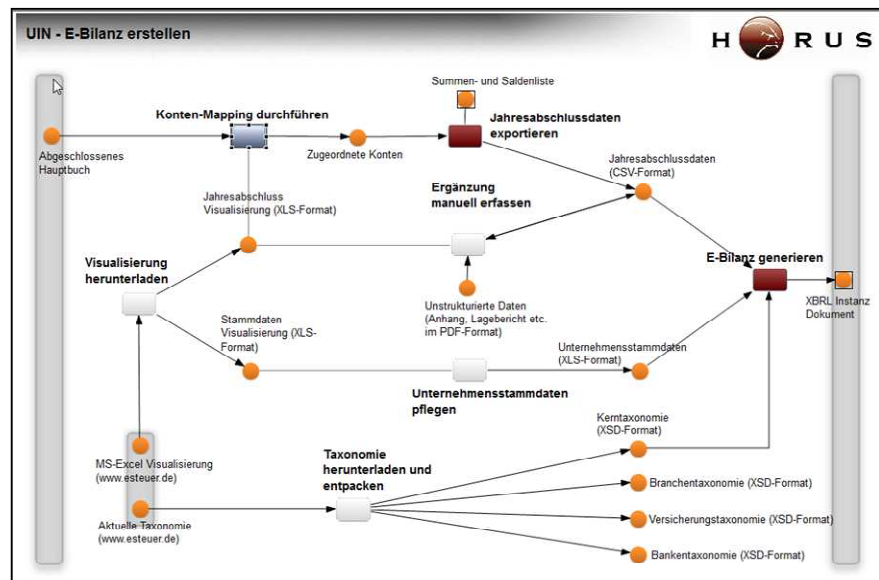 UIN - E-Bilanz erstellen
H RUS
Summen- und Saldenliste
Konten-Mapping durchführen
Jahresabschlussdaten
exportieren
Abgeschlossenes
Hauptbuch
Zugeordnete Konten
Jahresabschlussdaten
(CSV-Format)
Jahresabschluss
Visualisierung (XLS-Format)
Ergänzung
manuell erfassen
Visualisierung
herunterladen
E-Bilanz generieren
Unstrukturierte Daten
(Anhang, Lagebericht etc.
im PDF-Format)
XBRL Instanz
Dokument
Stammdaten
Visualisierung (XLS-
Format)
Unternehmensstammdaten
(XLS-Format)
Unternehmensstammdaten
pflegen
Kerntaxonomie
(XSD-Format)
MS-Excel Visualisierung
(www.esteuer.de)
Taxonomie
herunterladen und
entpacken
Branchentaxonomie (XSD-Format)
Aktuelle Taxonomie
(www.esteuer.de)
Versicherungstaxonomie (XSD-Format)
Bankentaxonomie (XSD-Format)